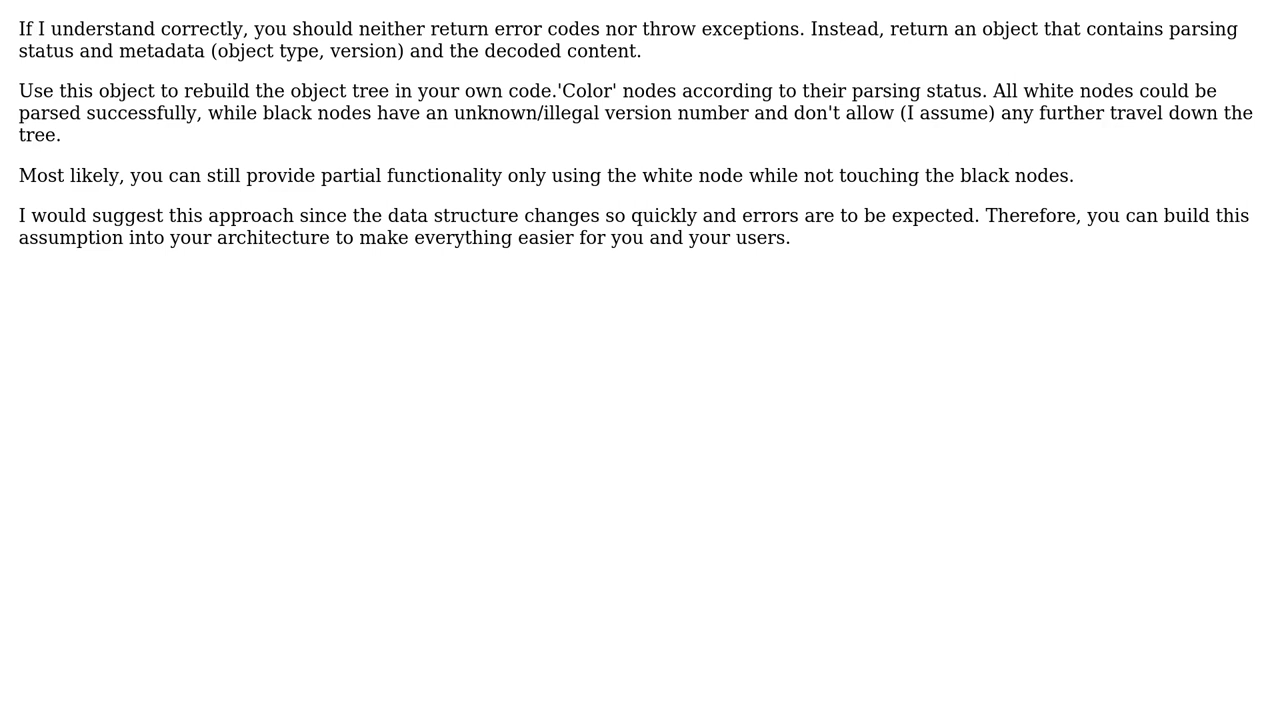 If I understand correctly, you should neither return error codes nor throw exceptions. Instead, return an object that contains parsing
status and metadata (object type, version) and the decoded content.
Use this object to rebuild the object tree in your own code.'Color' nodes according to their parsing status. All white nodes could be
parsed successfully, while black nodes have an unknown/illegal version number and don't allow (I assume) any further travel down the
tree.
Most likely, you can still provide partial functionality only using the white node while not touching the black nodes.
I would suggest this approach since the data structure changes so quickly and errors are to be expected. Therefore, you can build this
assumption into your architecture to make everything easier for you and your users.